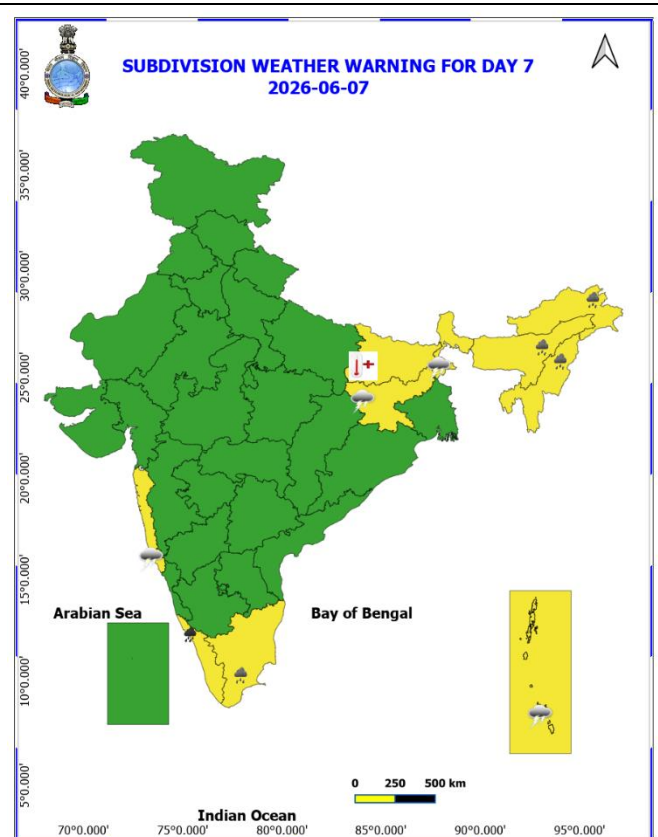 SUBDIVISION WEATHER WARNING FOR DAY 7
2026-06-07
40°0.000'
35°0.000'
30°0.000'
25°0.000'
20°0.000'
15°0.000'
10°0.000'
5°0.000'
Arabian Sea
Bay of Bengal
0 250 500 km
Indian Ocean
70°0.000' 75°0.000' 80°0.000' 85°0.000' 90°0.000' 95°0.000'